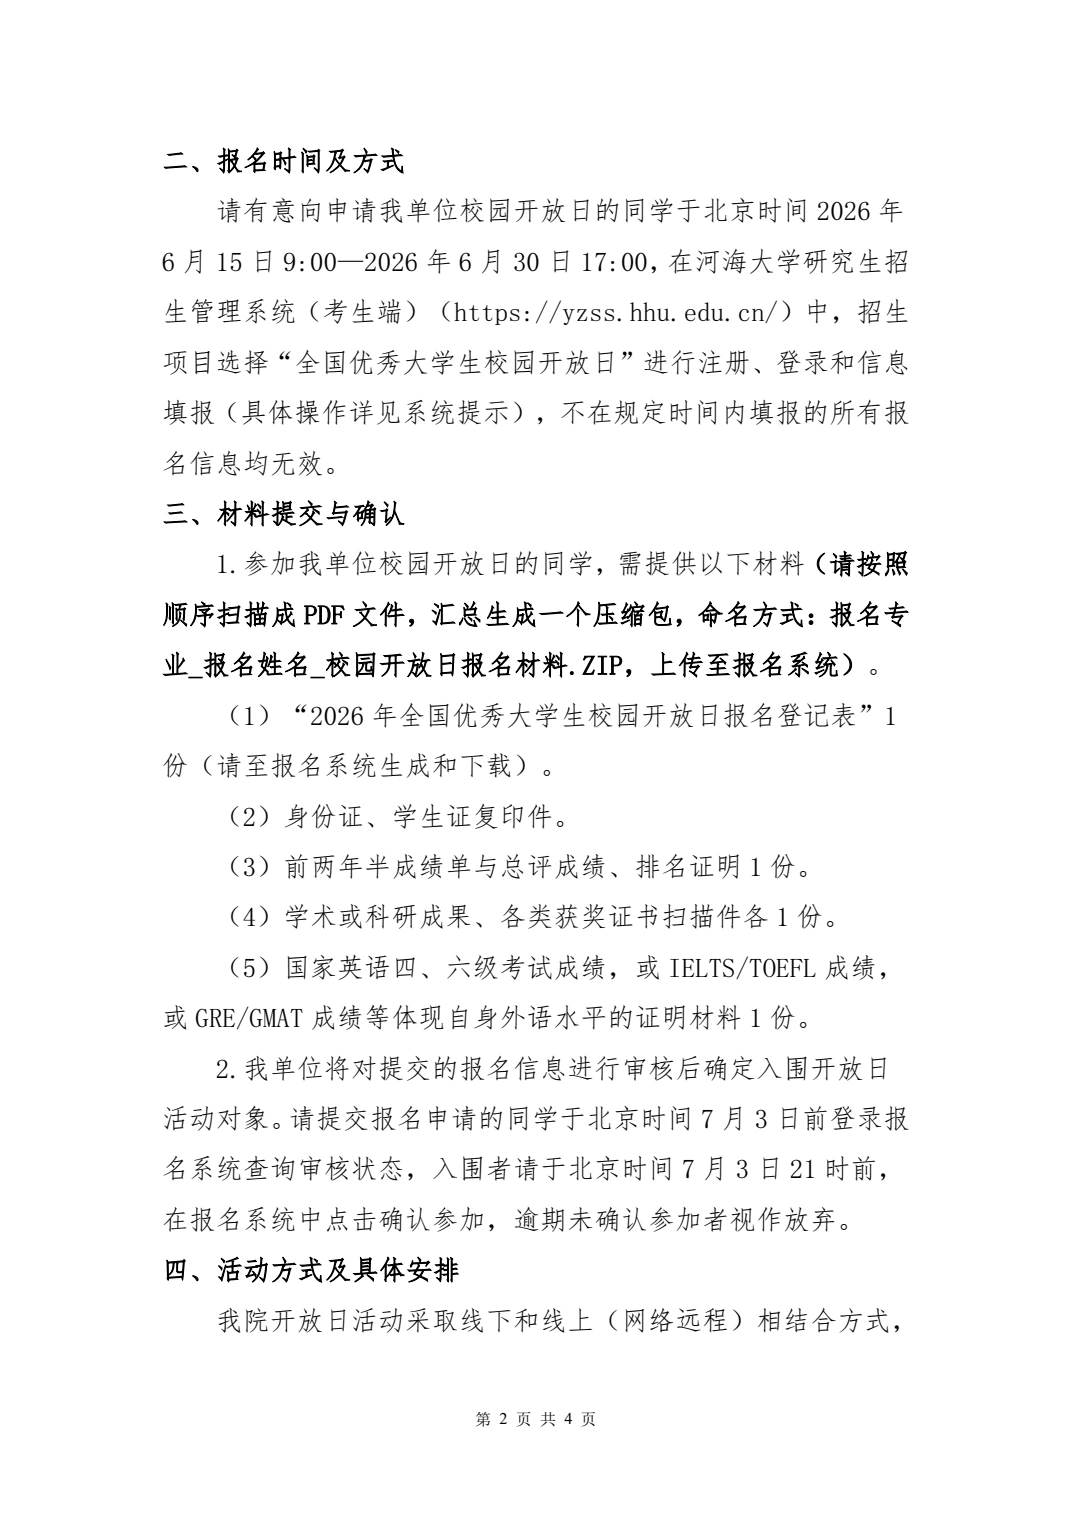 二、报名时间及方式
请有意向申请我单位校园开放日的同学于北京时间 2026 年
6 月 15 日 9:00—2026 年 6 月 30 日 17:00，在河海大学研究生招
生管理系统（考生端）（https://yzss.hhu.edu.cn/）中，招生
项目选择“全国优秀大学生校园开放日”进行注册、登录和信息
填报（具体操作详见系统提示），不在规定时间内填报的所有报
名信息均无效。
三、材料提交与确认
1.参加我单位校园开放日的同学，需提供以下材料（请按照
顺序扫描成 PDF 文件，汇总生成一个压缩包，命名方式：报名专
业_报名姓名_校园开放日报名材料.ZIP，上传至报名系统）。
（1）“2026 年全国优秀大学生校园开放日报名登记表”1
份（请至报名系统生成和下载）。
（2）身份证、学生证复印件。
（3）前两年半成绩单与总评成绩、排名证明 1 份。
（4）学术或科研成果、各类获奖证书扫描件各 1 份。
（5）国家英语四、六级考试成绩，或 IELTS/TOEFL 成绩，
或 GRE/GMAT 成绩等体现自身外语水平的证明材料 1 份。
2.我单位将对提交的报名信息进行审核后确定入围开放日
活动对象。请提交报名申请的同学于北京时间 7 月 3 日前登录报
名系统查询审核状态，入围者请于北京时间 7 月 3 日 21 时前，
在报名系统中点击确认参加，逾期未确认参加者视作放弃。
四、活动方式及具体安排
我院开放日活动采取线下和线上（网络远程）相结合方式，
第 2 页 共 4 页